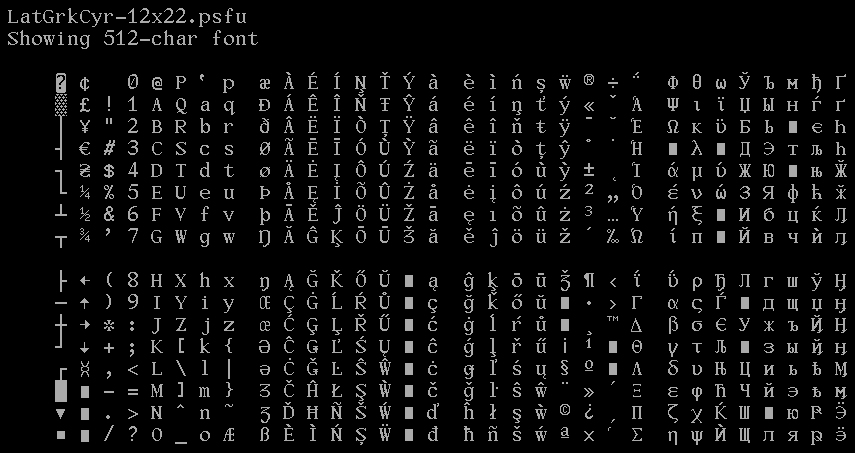 LatGrkCyr-12x22.psfu
Showing 512-char font
? ¢ 0 @ P ‛ p æ À É Í Ņ Ť Ý à è ì ń ş ẅ ® ÷ Φ θ ω Ў Ъ м ђ Ґ
▒ £ ! 1 A Q a q Đ Á Ê Î Ň Ŧ Ŷ á é í ņ ť ý « ˘ Ά Ψ ι ϊ Џ Ы н ѓ ґ
│ ¥ " 2 B R b r ð Â Ë Ï Ò Ţ Ÿ â ê î ň ţ ÿ ¯ Έ Ω κ ϋ Б Ь ■ є Һ
┤ € # 3 C S c s Ø Ã Ē Ī Ó Ù Ỳ ã ë ï ò ţ ŷ Ή ■ λ ■ Д Э т љ һ
┐ ₴ $ 4 D T d t ø Ä Ė Į Ô Ú Ź ä ē ī ó ù ỳ ± Ί ά μ ύ Ж Ю ■ њ Җ
└ ¼ % 5 E U e u Þ Å Ę İ Õ Û Ż å ė į ô ú ź ² „ Ό έ ν ώ З Я ф ћ җ
┴ ½ & 6 F V f v þ Ā Ě Ĵ Ö Ü Ž ā ę ı õ û ż ³ … Ύ ή ξ ■ И б ц ќ Љ
┬ ¾ ’ 7 G W g w Ŋ Ă Ĝ Ķ Ō Ū Ǯ ă ě ĵ ö ü ž ´ ‰ Ώ ί π ■ Й в ч ѝ љ
├ ← ( 8 H X h x ŋ Ą Ğ Ǩ Ő Ŭ ■ ą ĝ ķ ō ū ǯ ¶ < ΰ ρ Ђ Л г ш ў Ң
─ ↑ ) 9 I Y i y Œ Ç Ġ Ĺ Ŕ Ů ■ ç ğ ǩ ő ŭ ■ · > Γ α ς Ѓ ■ д щ џ ң
┼ → * : J Z j z œ Ć Ģ Ļ Ř Ű ■ ć ġ ĺ ŕ ů ■ ™ Δ β σ Є У ж ъ
┘ ↓ + ; K [ k { Ə Ĉ Ǥ Ľ Ś Ų ■ ĉ ģ ļ ř ű ¡ ¹ ■ Θ γ τ Љ ■ з ы
┌ , < L \ l | ə Ċ Ĝ Ŀ Ŝ Ŵ ■ ċ ǥ ľ ś ų § º ■ Λ δ υ Њ Ц и ь
█ ■ - = M ] m } Ʒ Č Ĥ Ł Ş Ẁ ■ č ĝ ŀ ŝ ŵ ¨ » Ξ ε φ Ћ Ч й э
▼ ■ . > N ^ n ~ ʒ Ď Ħ Ñ Š Ẃ ■ ď ĥ ł ş ẁ © ¿ Π ζ χ Ќ Ш ■ ю
■ ■ / ? O _ o Æ ß È Ì Ń Ș Ẅ ■ đ ħ ñ š ẃ ª × ΄ Σ η ψ Ѝ Щ л я